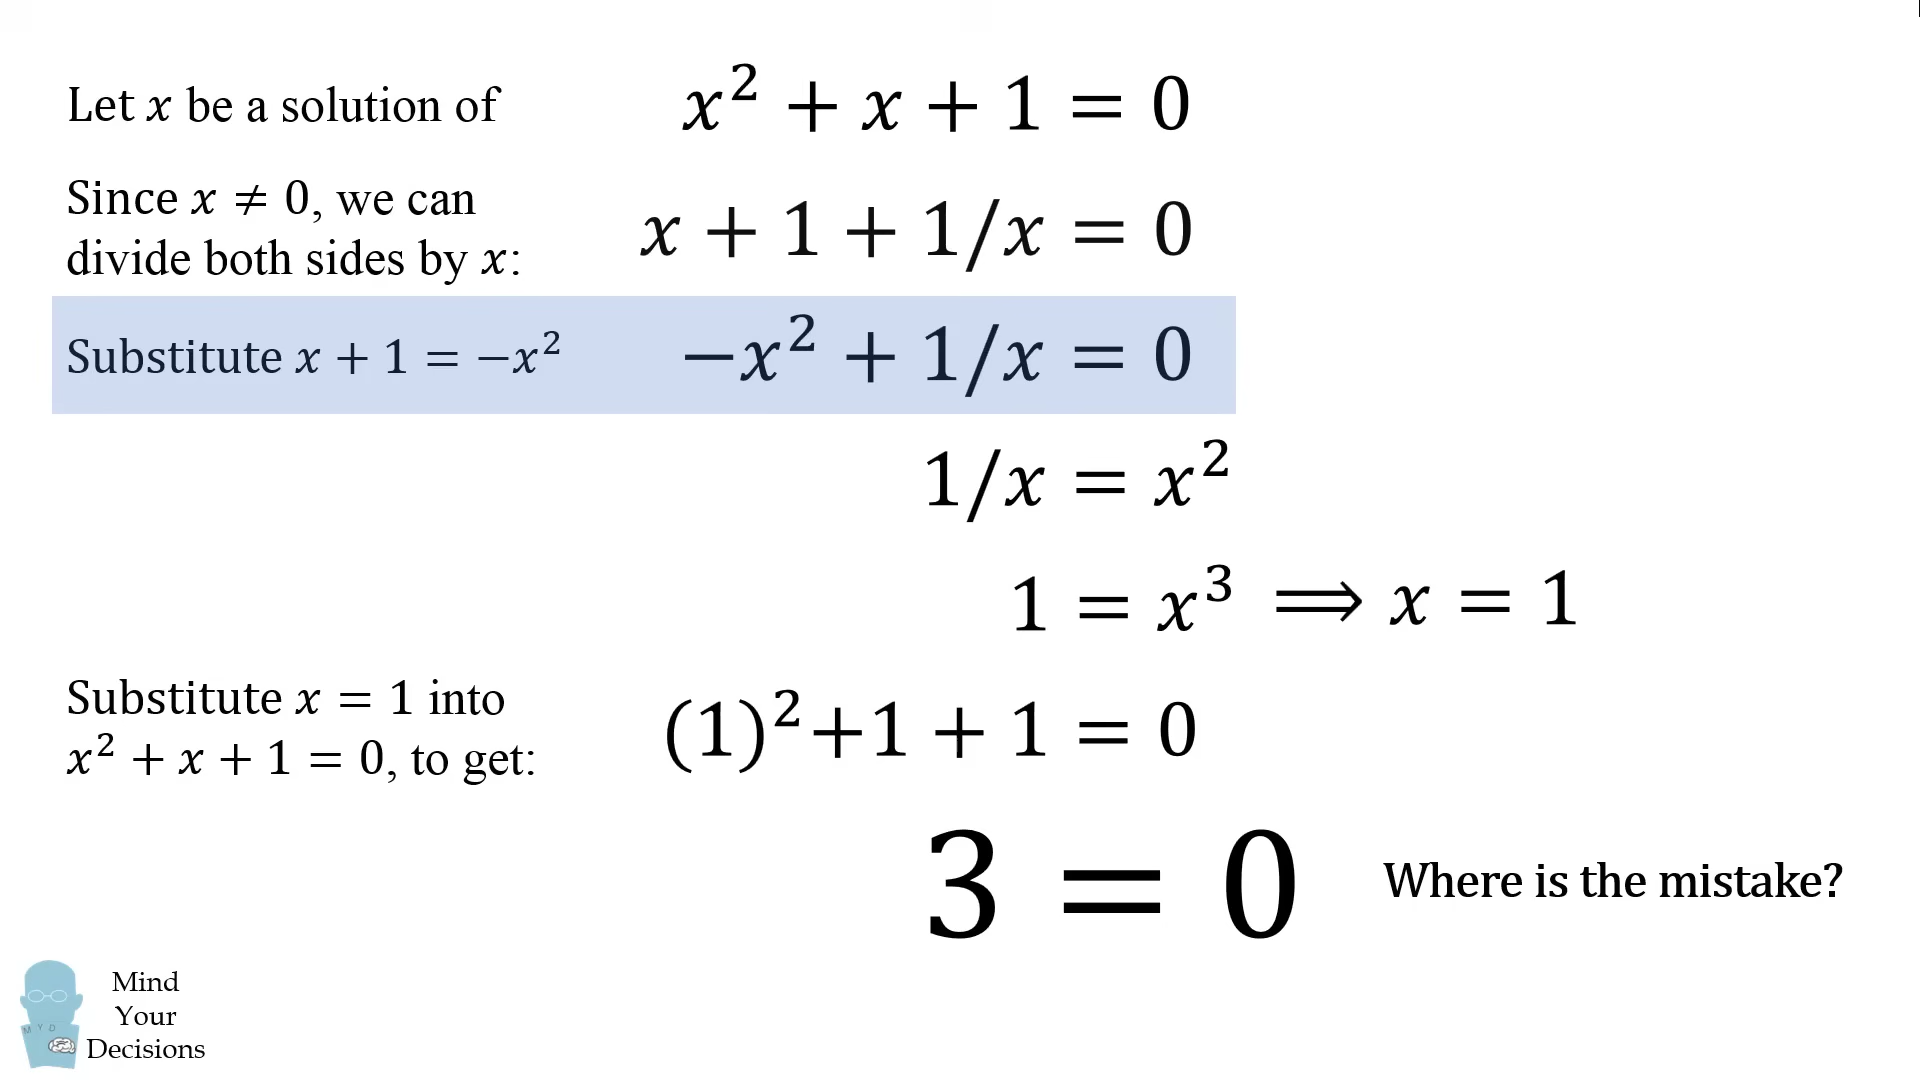 Let x be a solution of x² + x + 1 = 0
Since x ≠ 0, we can
divide both sides by x: x + 1 + 1/x = 0
Substitute x + 1 = −x² −x² + 1/x = 0
1/x = x²
1 = x³ ⟹ x = 1
Substitute x = 1 into
x² + x + 1 = 0, to get: (1)²+1 + 1 = 0
3 = 0 Where is the mistake?
Mind
Your
Decisions
M Y D